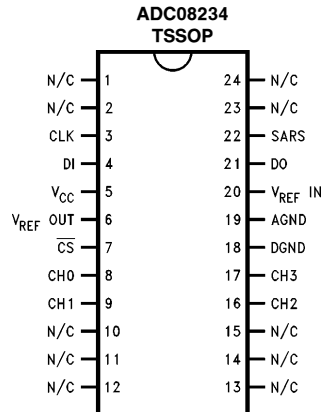 ADC08234
TSSOP
N/C 1 24 N/C
N/C 2 23 N/C
CLK 3 22 SARS
DI 4 21 DO
VCC 5 20 VREF IN
VREF OUT 6 19 AGND
C̅S̅ 7 18 DGND
CH0 8 17 CH3
CH1 9 16 CH2
N/C 10 15 N/C
N/C 11 14 N/C
N/C 12 13 N/C